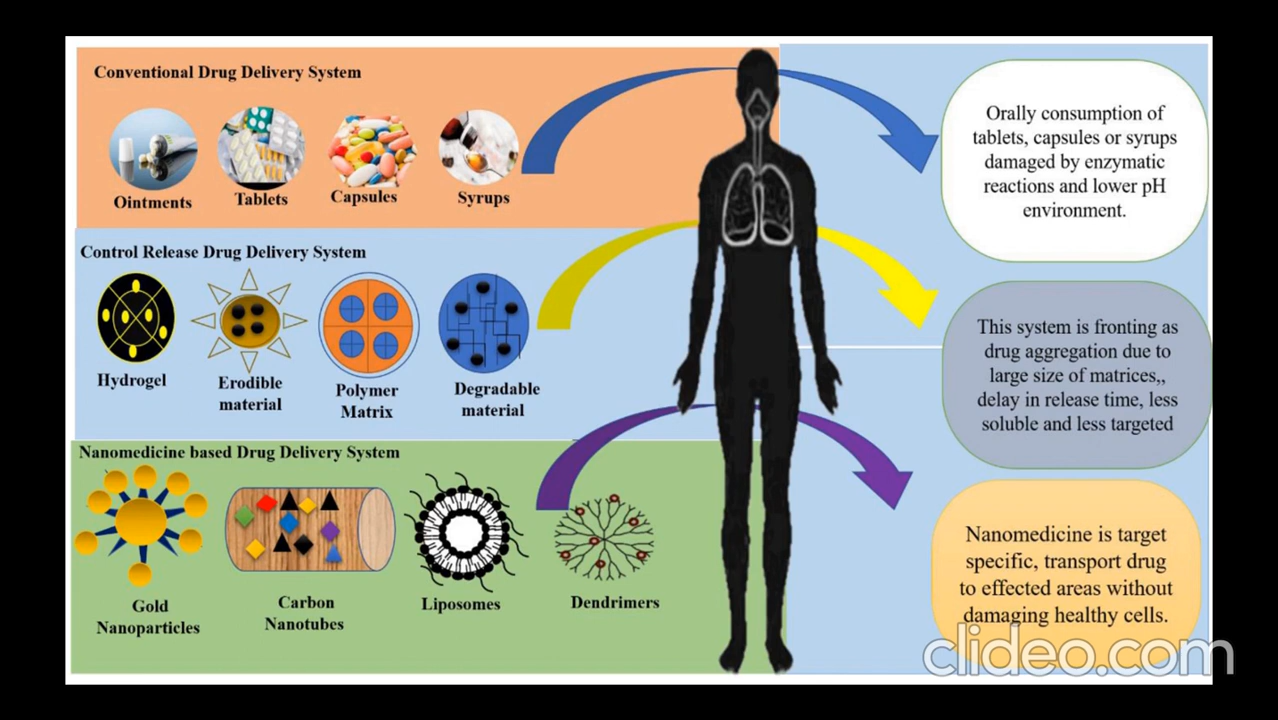 Conventional Drug Delivery System
Ointments
Tablets
Capsules
Syrups
Orally consumption of
tablets, capsules or syrups
damaged by enzymatic
reactions and lower pH
environment.
Control Release Drug Delivery System
Hydrogel
Erodible
material
Polymer
Matrix
Degradable
material
This system is fronting as
drug aggregation due to
large size of matrices,,
delay in release time, less
soluble and less targeted
Nanomedicine based Drug Delivery System
Gold
Nanoparticles
Carbon
Nanotubes
Liposomes
Dendrimers
Nanomedicine is target
specific, transport drug
to effected areas without
damaging healthy cells.
clideo.com